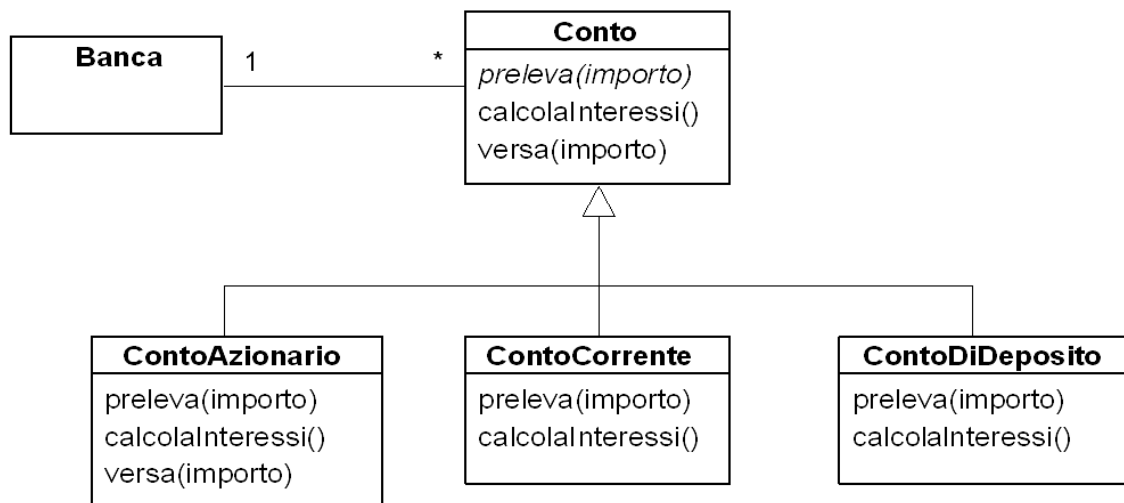 Banca
1
*
Conto
preleva(importo)
calcolaInteressi()
versa(importo)
ContoAzionario
preleva(importo)
calcolaInteressi()
versa(importo)
ContoCorrente
preleva(importo)
calcolaInteressi()
ContoDiDeposito
preleva(importo)
calcolaInteressi()